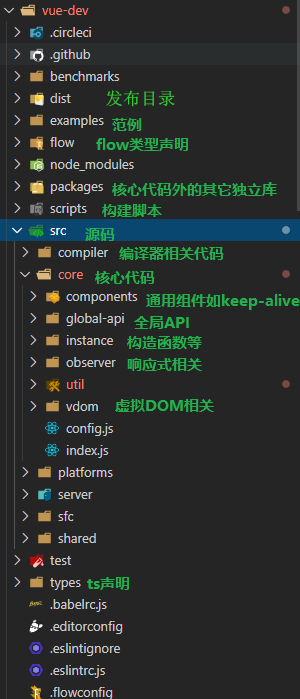 vue-dev
.circleci
.github
benchmarks
dist 发布目录
examples 范例
flow flow类型声明
node_modules
packages 核心代码外的其它独立库
scripts 构建脚本
src 源码
compiler 编译器相关代码
core 核心代码
components 通用组件如keep-alive
global-api 全局API
instance 构造函数等
observer 响应式相关
util
vdom 虚拟DOM相关
config.js
index.js
platforms
server
sfc
shared
test
types ts声明
.babelrc.js
.editorconfig
.eslintignore
.eslintrc.js
.flowconfig